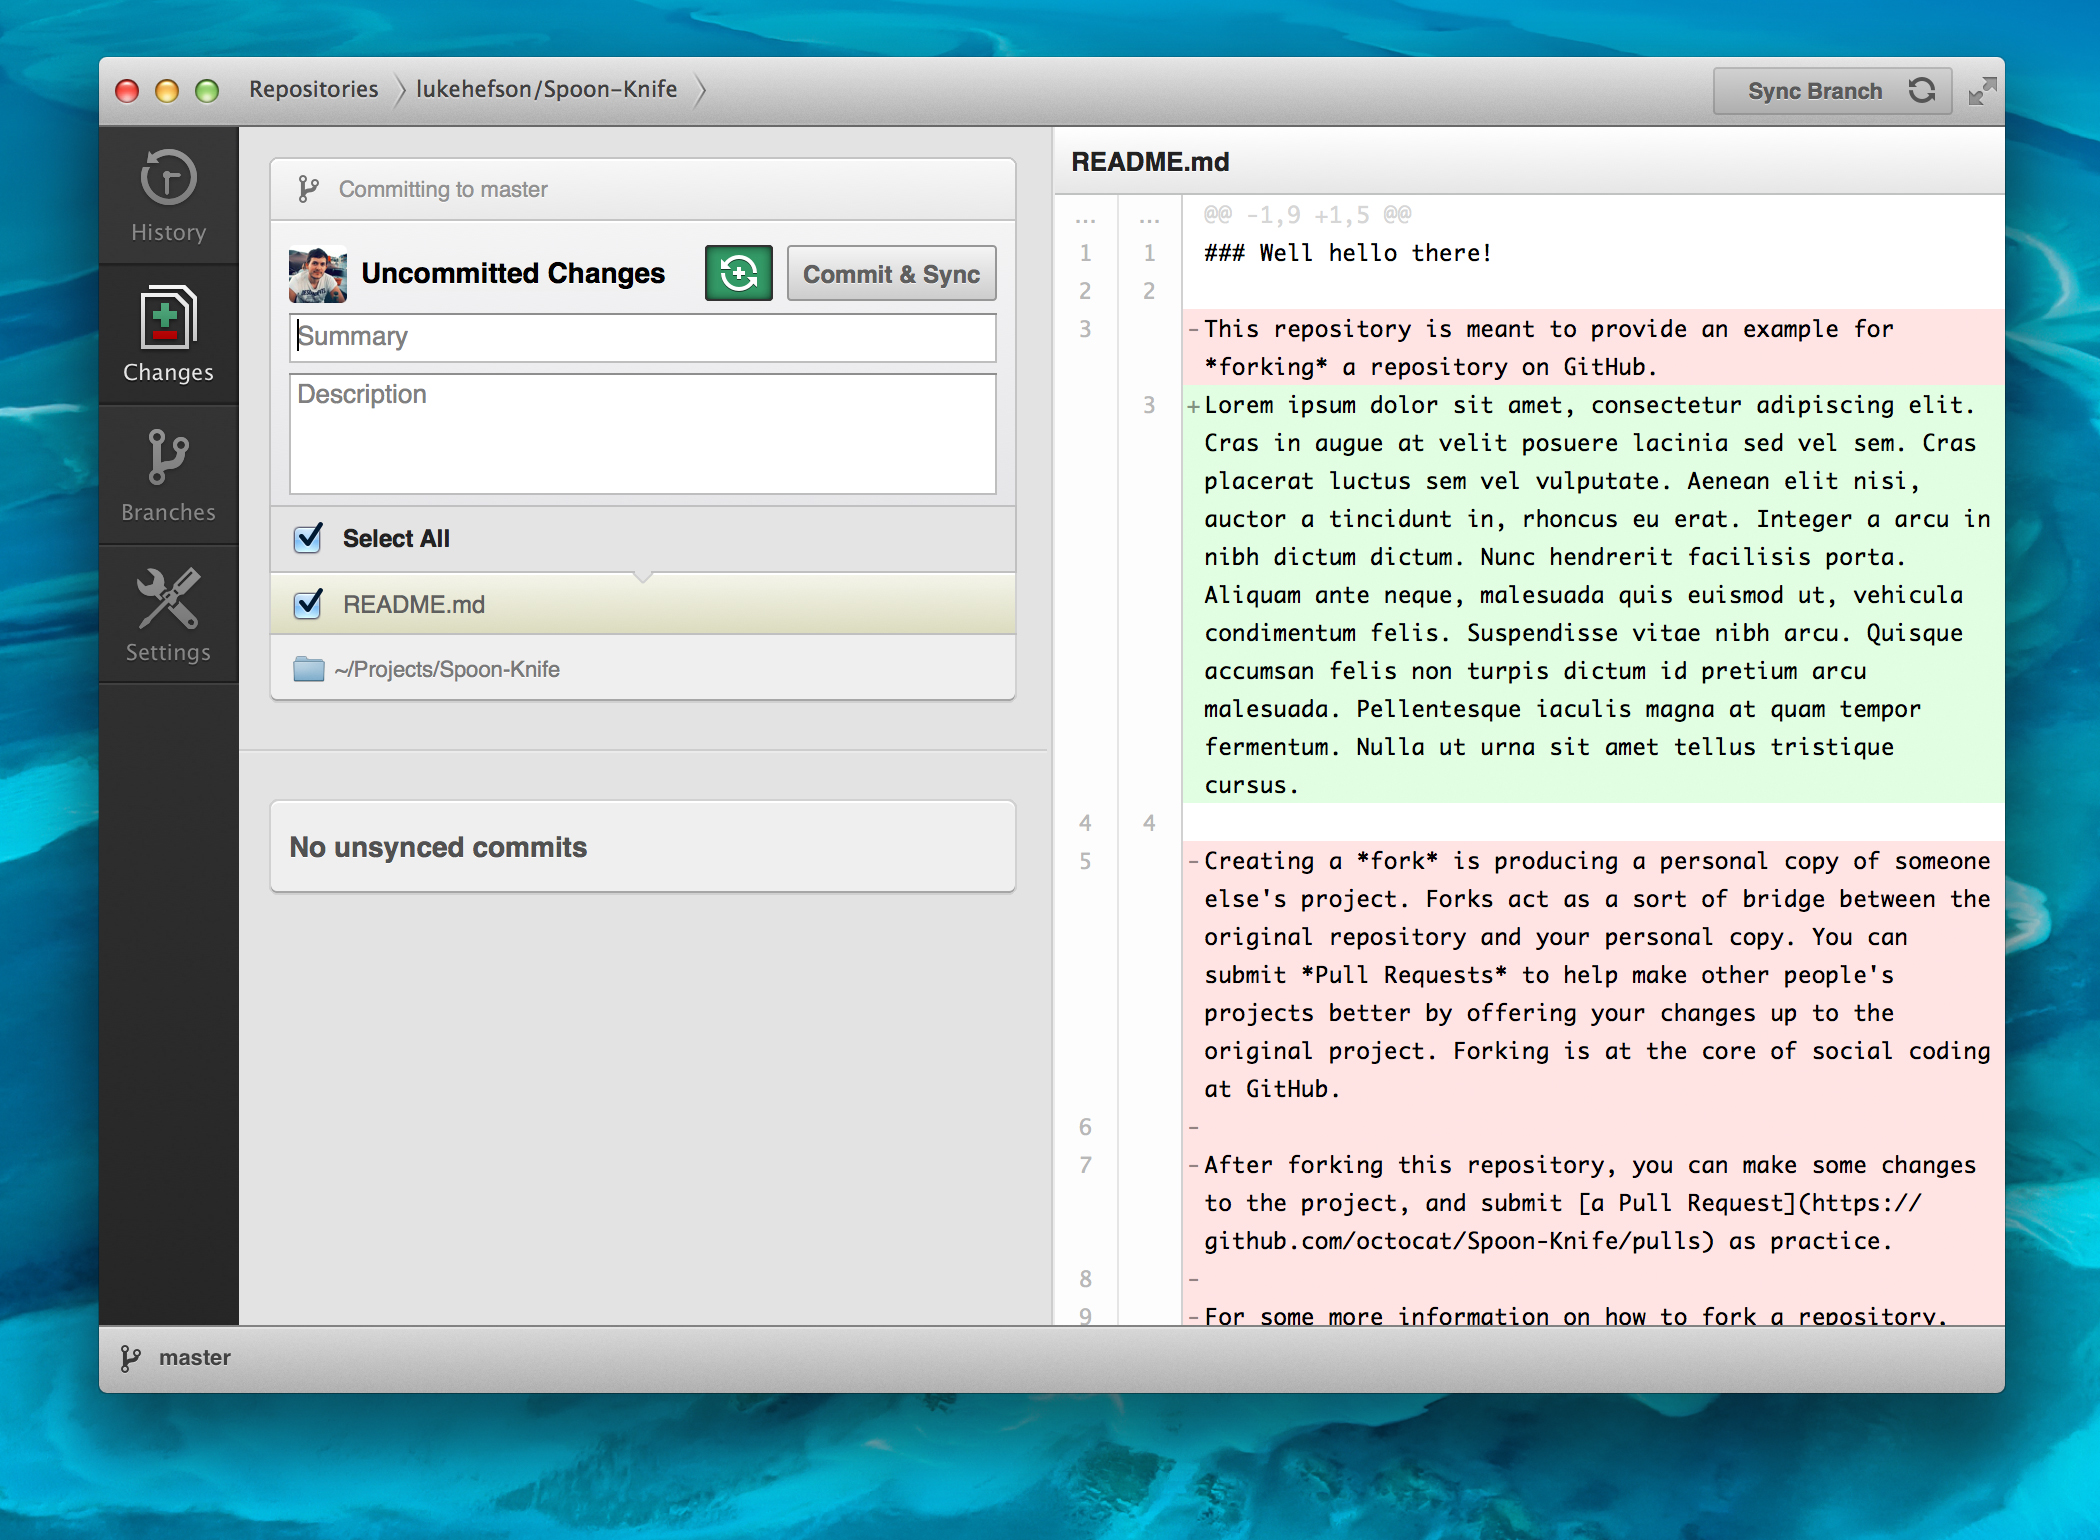 Repositories
lukehefson/Spoon-Knife
Sync Branch
History
Changes
Branches
Settings
Committing to master
Uncommitted Changes
Commit & Sync
Summary
Description
Select All
README.md
~/Projects/Spoon-Knife
No unsynced commits
README.md
... ... @@ -1,9 +1,5 @@
1 1 ### Well hello there!
2 2
3 -This repository is meant to provide an example for
*forking* a repository on GitHub.
3 +Lorem ipsum dolor sit amet, consectetur adipiscing elit.
Cras in augue at velit posuere lacinia sed vel sem. Cras
placerat luctus sem vel vulputate. Aenean elit nisi,
auctor a tincidunt in, rhoncus eu erat. Integer a arcu in
nibh dictum dictum. Nunc hendrerit facilisis porta.
Aliquam ante neque, malesuada quis euismod ut, vehicula
condimentum felis. Suspendisse vitae nibh arcu. Quisque
accumsan felis non turpis dictum id pretium arcu
malesuada. Pellentesque iaculis magna at quam tempor
fermentum. Nulla ut urna sit amet tellus tristique
cursus.
4 4
5 -Creating a *fork* is producing a personal copy of someone
else's project. Forks act as a sort of bridge between the
original repository and your personal copy. You can
submit *Pull Requests* to help make other people's
projects better by offering your changes up to the
original project. Forking is at the core of social coding
at GitHub.
6 -
7 -After forking this repository, you can make some changes
to the project, and submit [a Pull Request](https://
github.com/octocat/Spoon-Knife/pulls) as practice.
8 -
9 -For some more information on how to fork a repository,
master